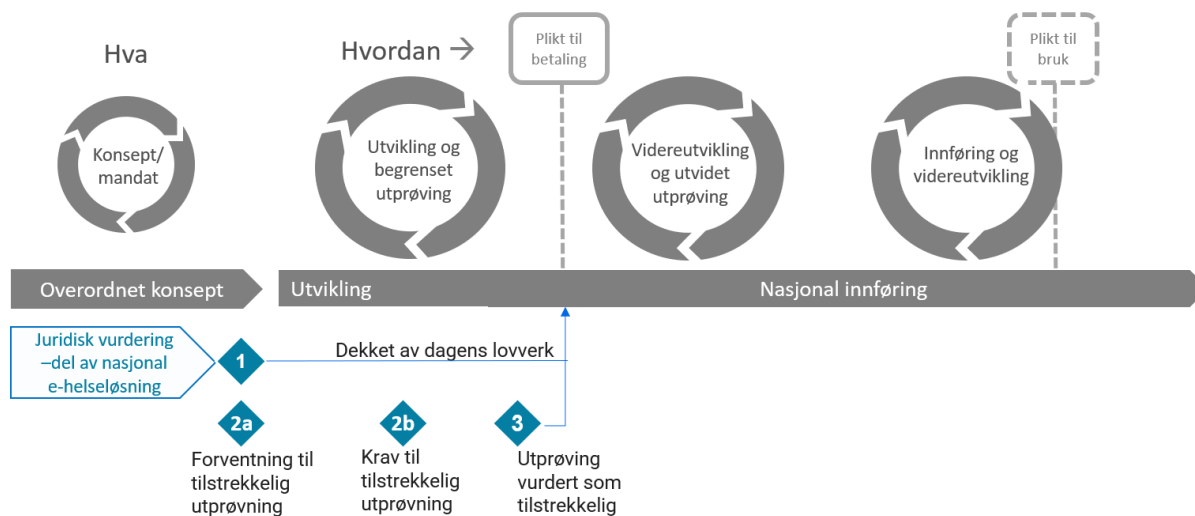 Hva
Hvordan →
Plikt til
betaling
Plikt til
bruk
Konsept/
mandat
Utvikling og
begrenset
utprøving
Videreutvikling
og utvidet
utprøving
Innføring og
videreutvikling
Overordnet konsept
Utvikling
Nasjonal innføring
Juridisk vurdering
–del av nasjonal
e-helseløsning
1
Dekket av dagens lovverk
2a
Forventning til
tilstrekkelig
utprøvning
2b
Krav til
tilstrekkelig
utprøvning
3
Utprøving
vurdert som
tilstrekkelig